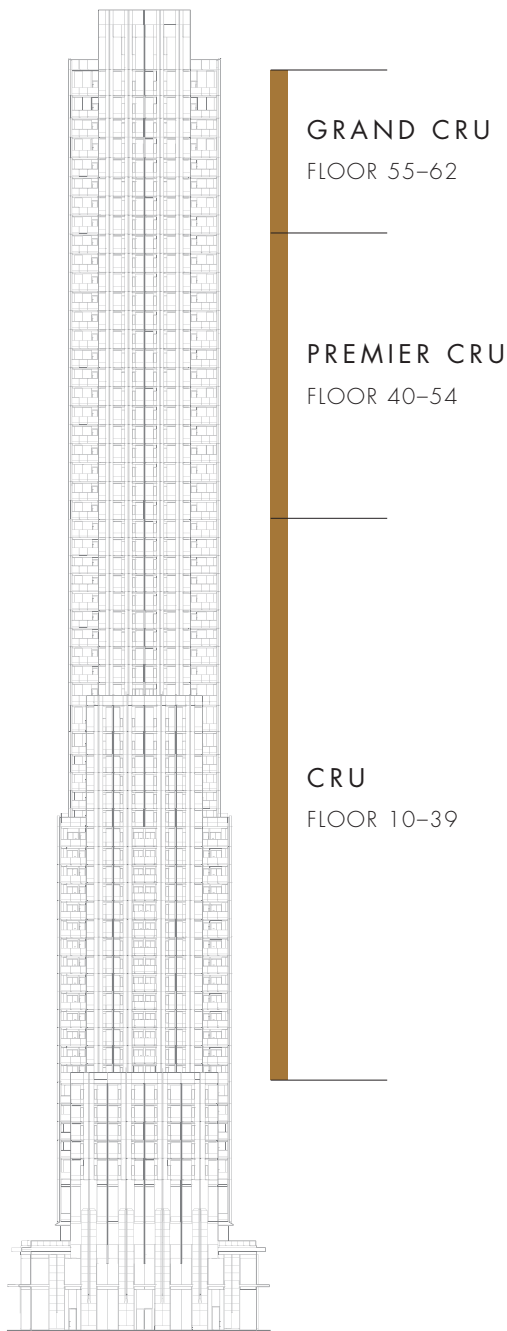 GRAND CRU
FLOOR 55–62
PREMIER CRU
FLOOR 40–54
CRU
FLOOR 10–39